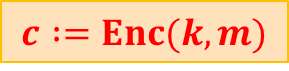 c := Enc(k, m)